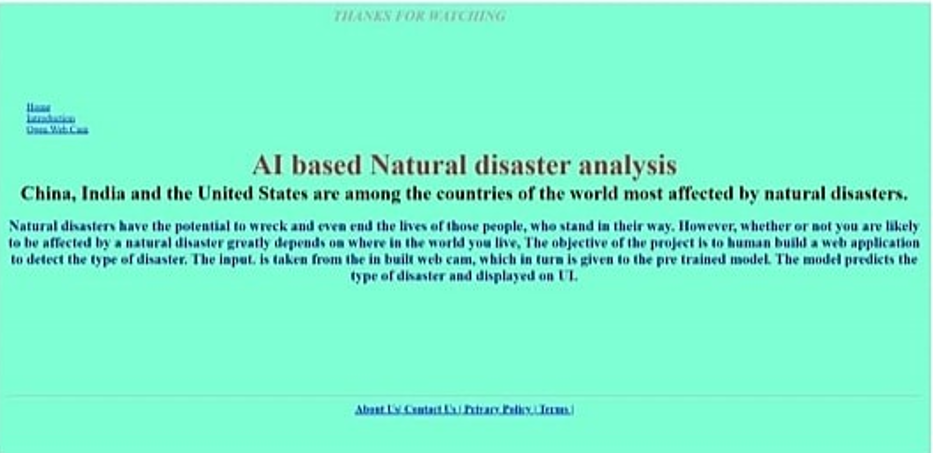 THANKS FOR WATCHING
Home
Introduction
Open Web Cam
AI based Natural disaster analysis
China, India and the United States are among the countries of the world most affected by natural disasters.
Natural disasters have the potential to wreck and even end the lives of those people, who stand in their way. However, whether or not you are likely
to be affected by a natural disaster greatly depends on where in the world you live, The objective of the project is to human build a web application
to detect the type of disaster. The input. is taken from the in built web cam, which in turn is given to the pre trained model. The model predicts the
type of disaster and displayed on UI.
About Us| Contact Us | Privacy Policy | Terms |